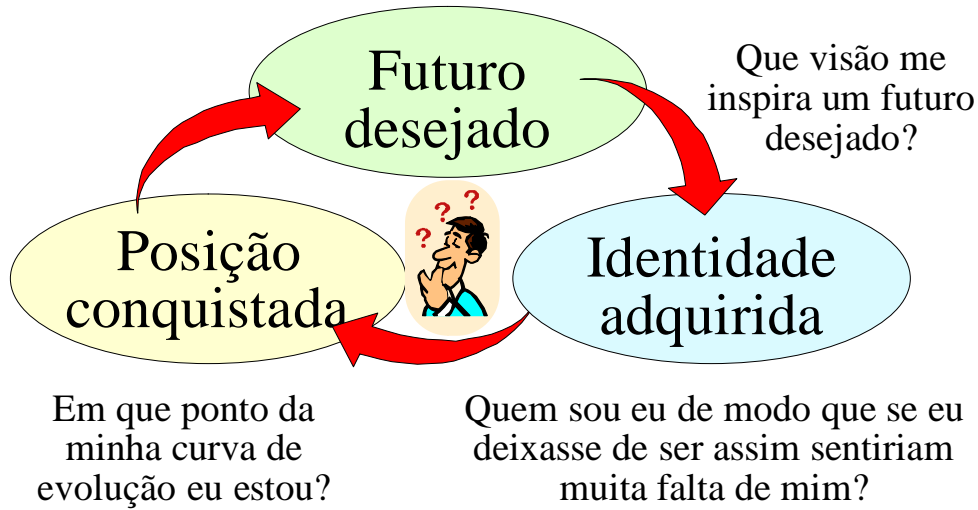 Futuro
desejado
Que visão me
inspira um futuro
desejado?
? ? ?
Posição
conquistada
Identidade
adquirida
Em que ponto da
minha curva de
evolução eu estou?
Quem sou eu de modo que se eu
deixasse de ser assim sentiriam
muita falta de mim?